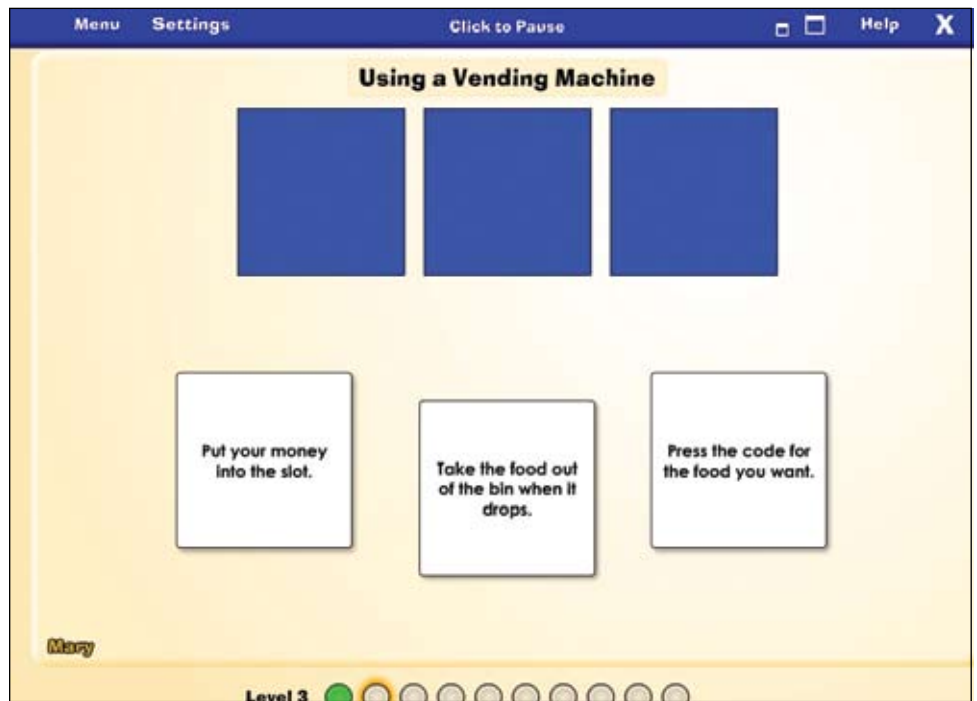 Menu Settings Click to Pause Help X
Using a Vending Machine
Put your money
into the slot.
Take the food out
of the bin when it
drops.
Press the code for
the food you want.
Mary
Level 3